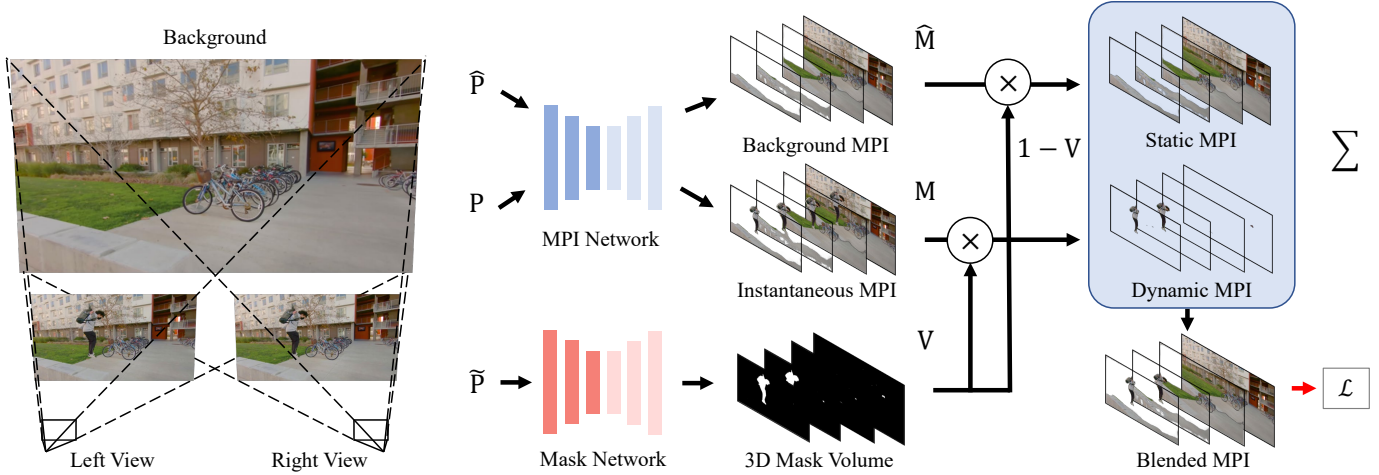 Background
Left View
Right View
P̂
P
MPI Network
P̃
Mask Network
Background MPI
Instantaneous MPI
3D Mask Volume
M̂
1 − V
M
V
×
×
Static MPI
Dynamic MPI
∑
Blended MPI
ℒ